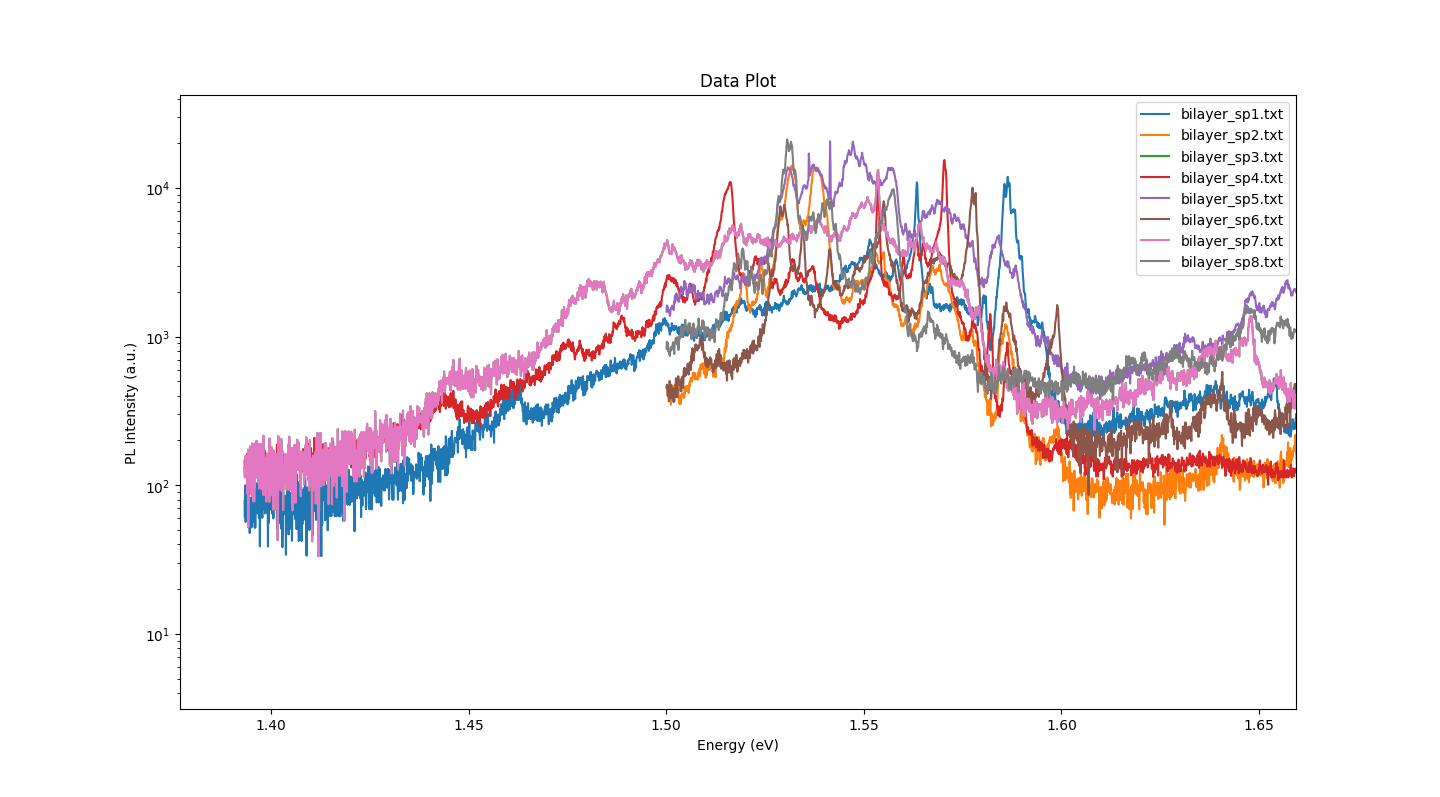 Data Plot
bilayer_sp1.txt
bilayer_sp2.txt
bilayer_sp3.txt
bilayer_sp4.txt
bilayer_sp5.txt
bilayer_sp6.txt
bilayer_sp7.txt
bilayer_sp8.txt
PL Intensity (a.u.)
10⁴
10³
10²
10¹
1.40 1.45 1.50 1.55 1.60 1.65
Energy (eV)